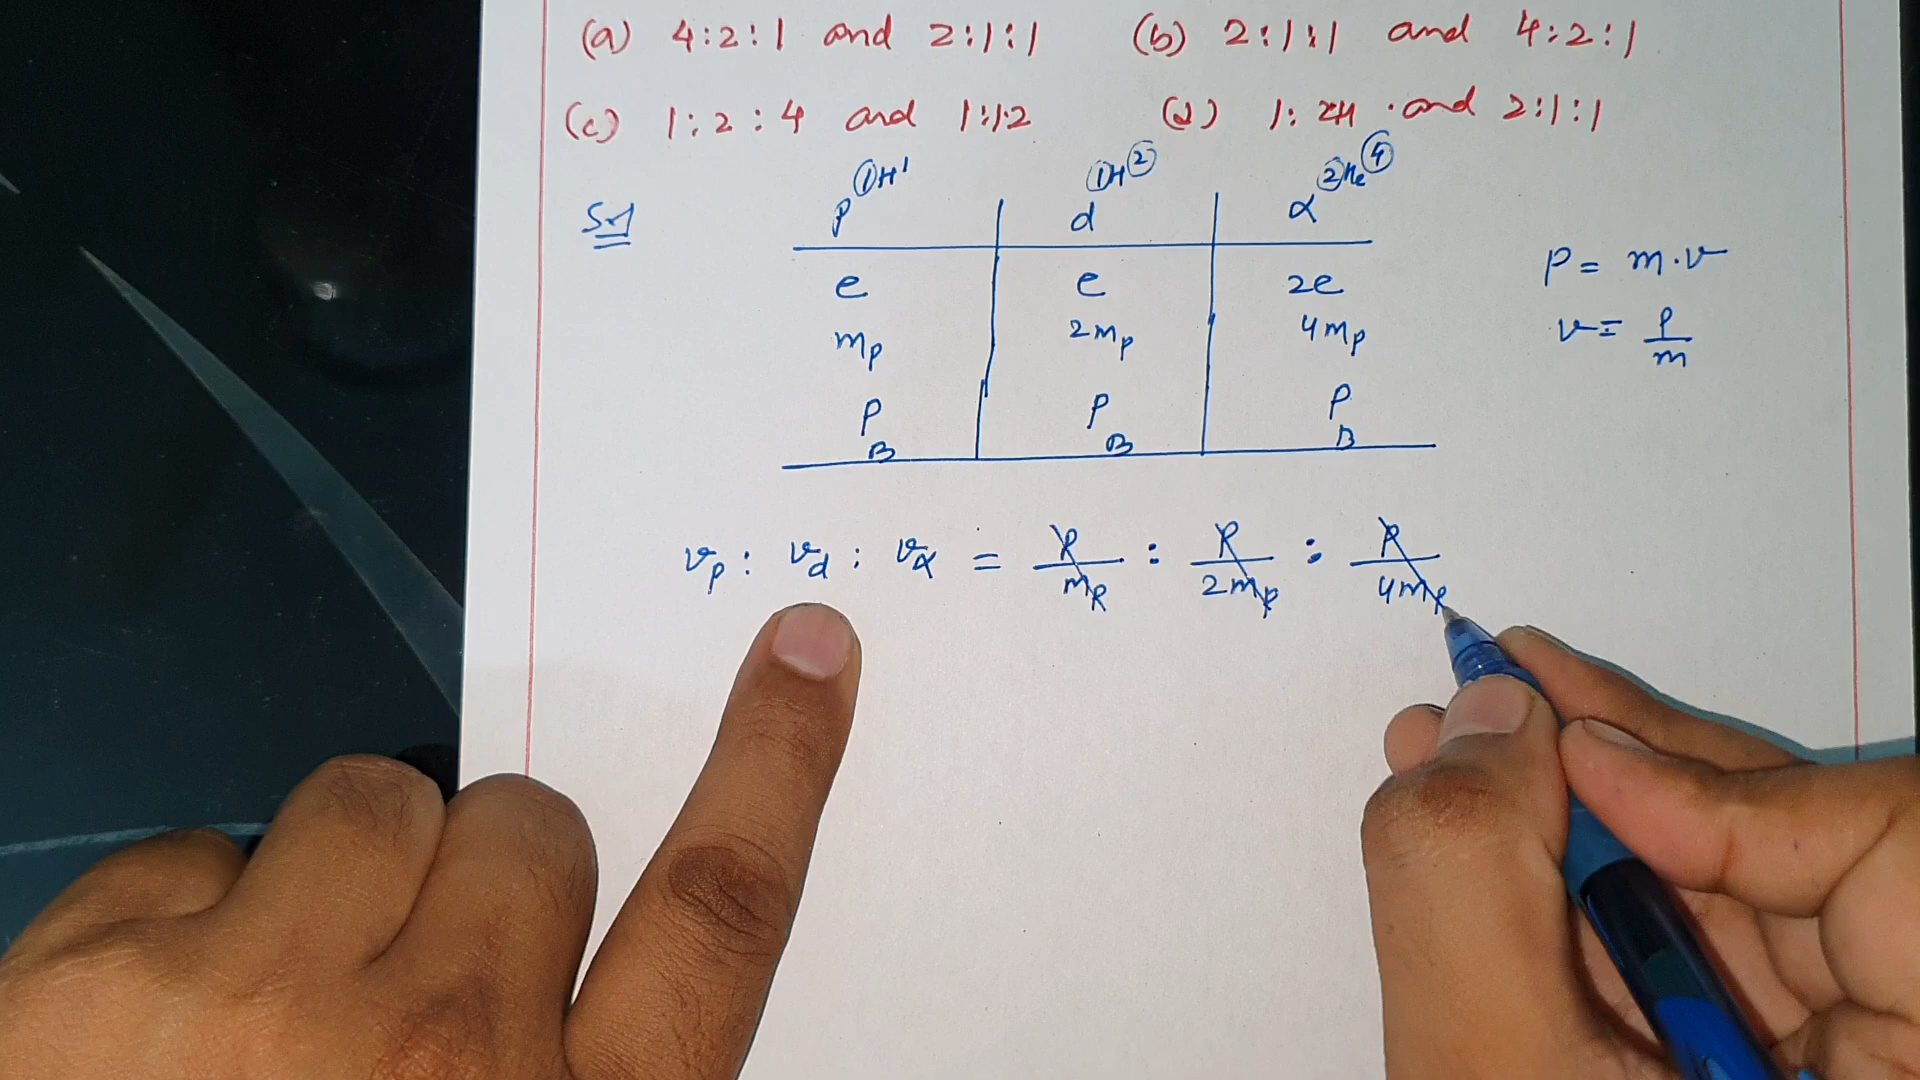 (a) 4:2:1 and 2:1:1 (b) 2:1:1 and 4:2:1
(c) 1:2:4 and 1:1:2 (d) 1:24 and 2:1:1
1H1 1H2 2He4
Sol p d α
e e 2e
mp 2mp 4mp
P P P
B B B
P = m.v
v = P/m
vp : vd : vα = P/mp : P/2mp : P/4mp